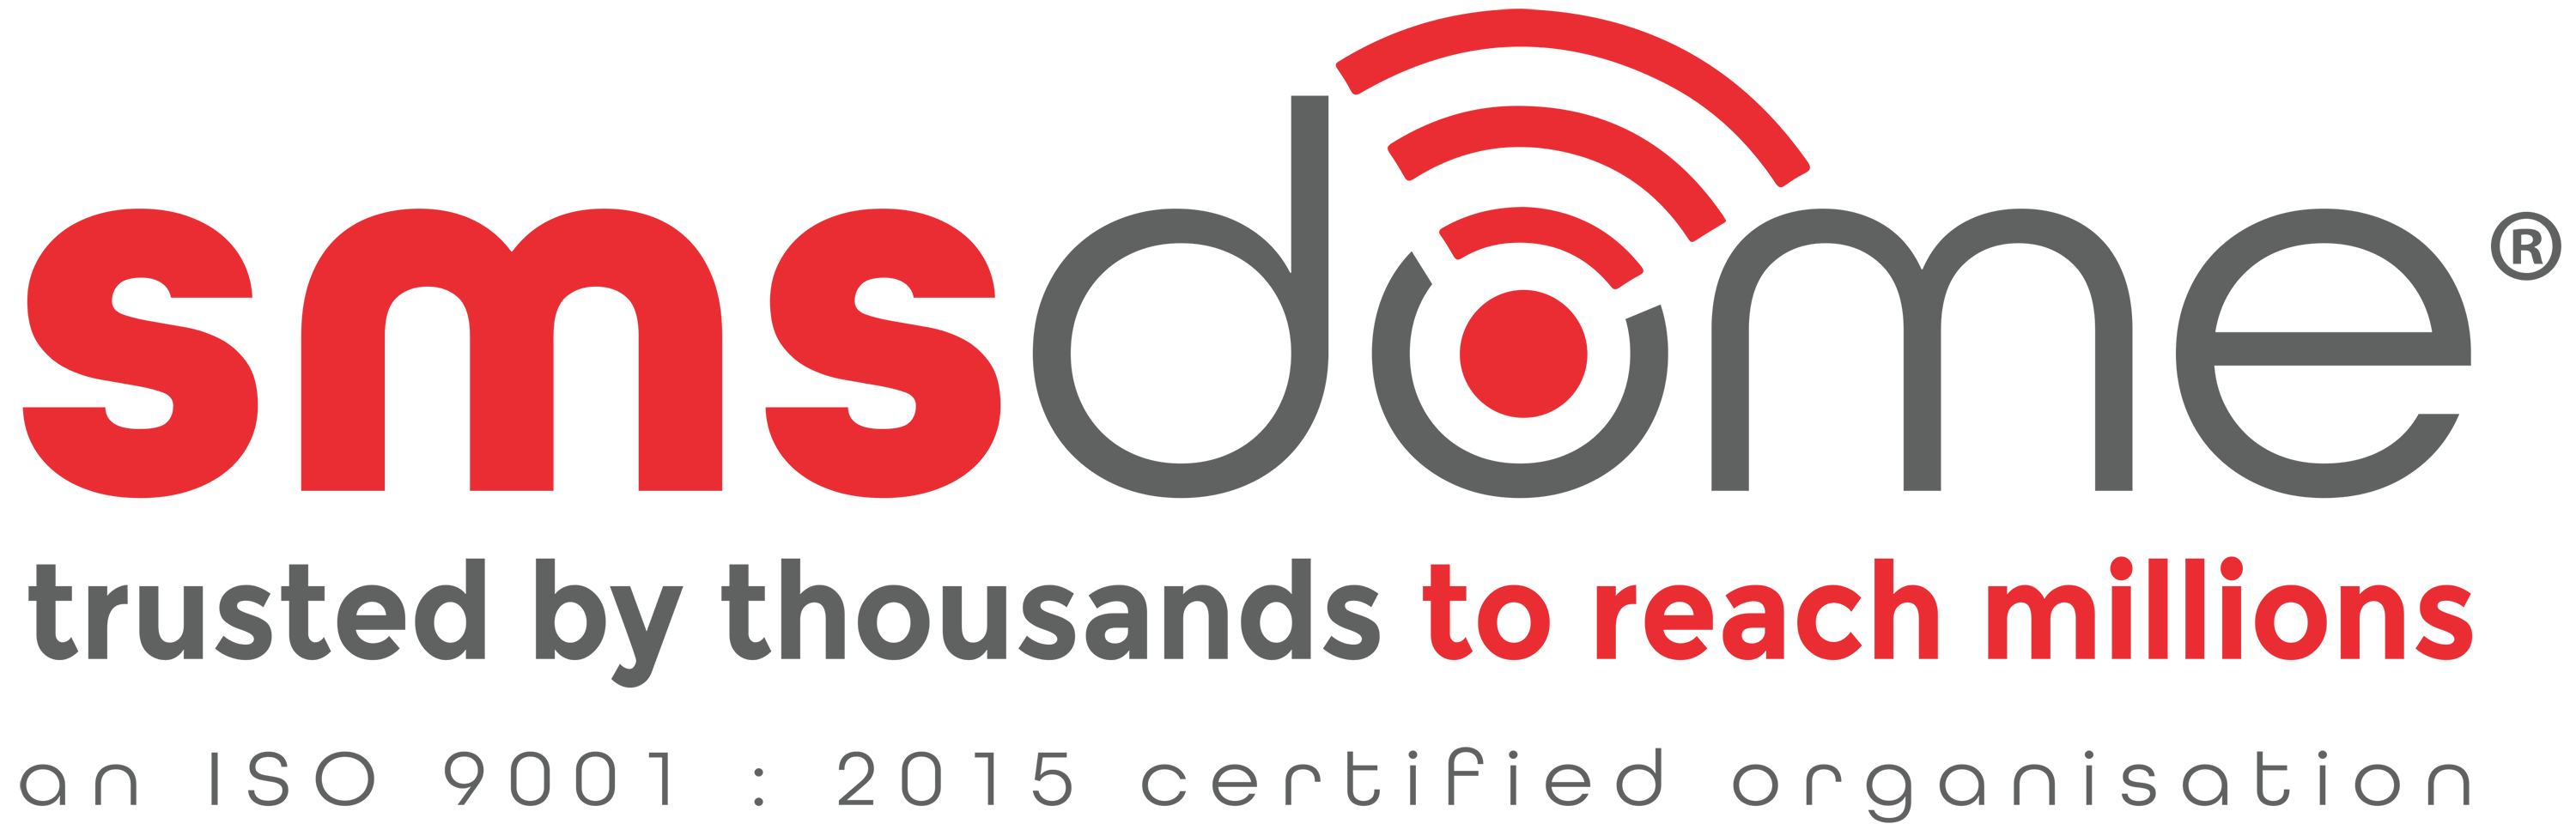 smsdome®
trusted by thousands to reach millions
an ISO 9001 : 2015 certified organisation